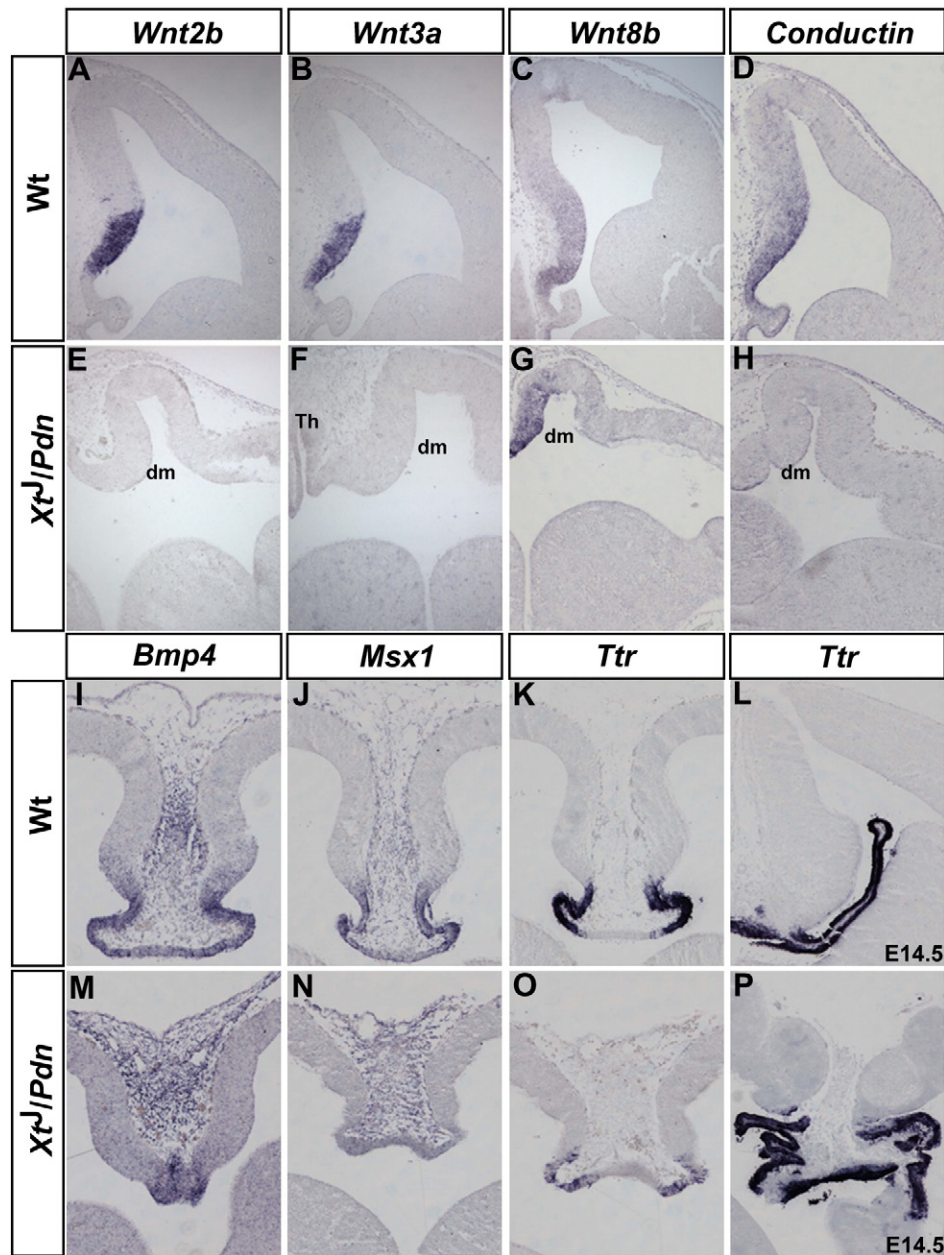 Wnt2b Wnt3a Wnt8b Conductin
Wt
A B C D
Xt^J/Pdn
E F G H
Th
dm dm dm dm
Bmp4 Msx1 Ttr Ttr
Wt
I J K L
E14.5
Xt^J/Pdn
M N O P
E14.5